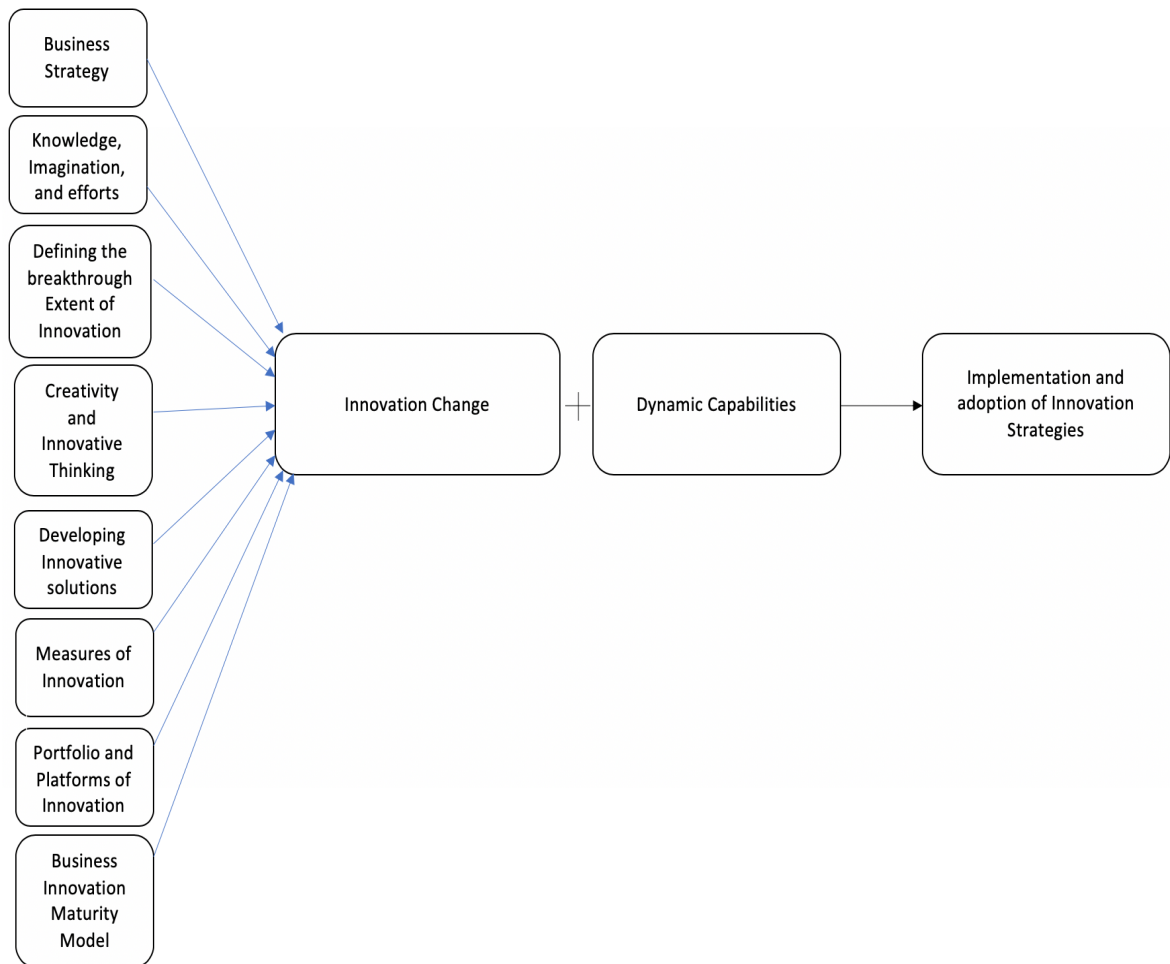 Business
Strategy
Knowledge,
Imagination,
and efforts
Defining the
breakthrough
Extent of
Innovation
Creativity
and
Innovative
Thinking
Developing
Innovative
solutions
Measures of
Innovation
Portfolio and
Platforms of
Innovation
Business
Innovation
Maturity
Model
Innovation Change
+
Dynamic Capabilities
Implementation and
adoption of Innovation
Strategies